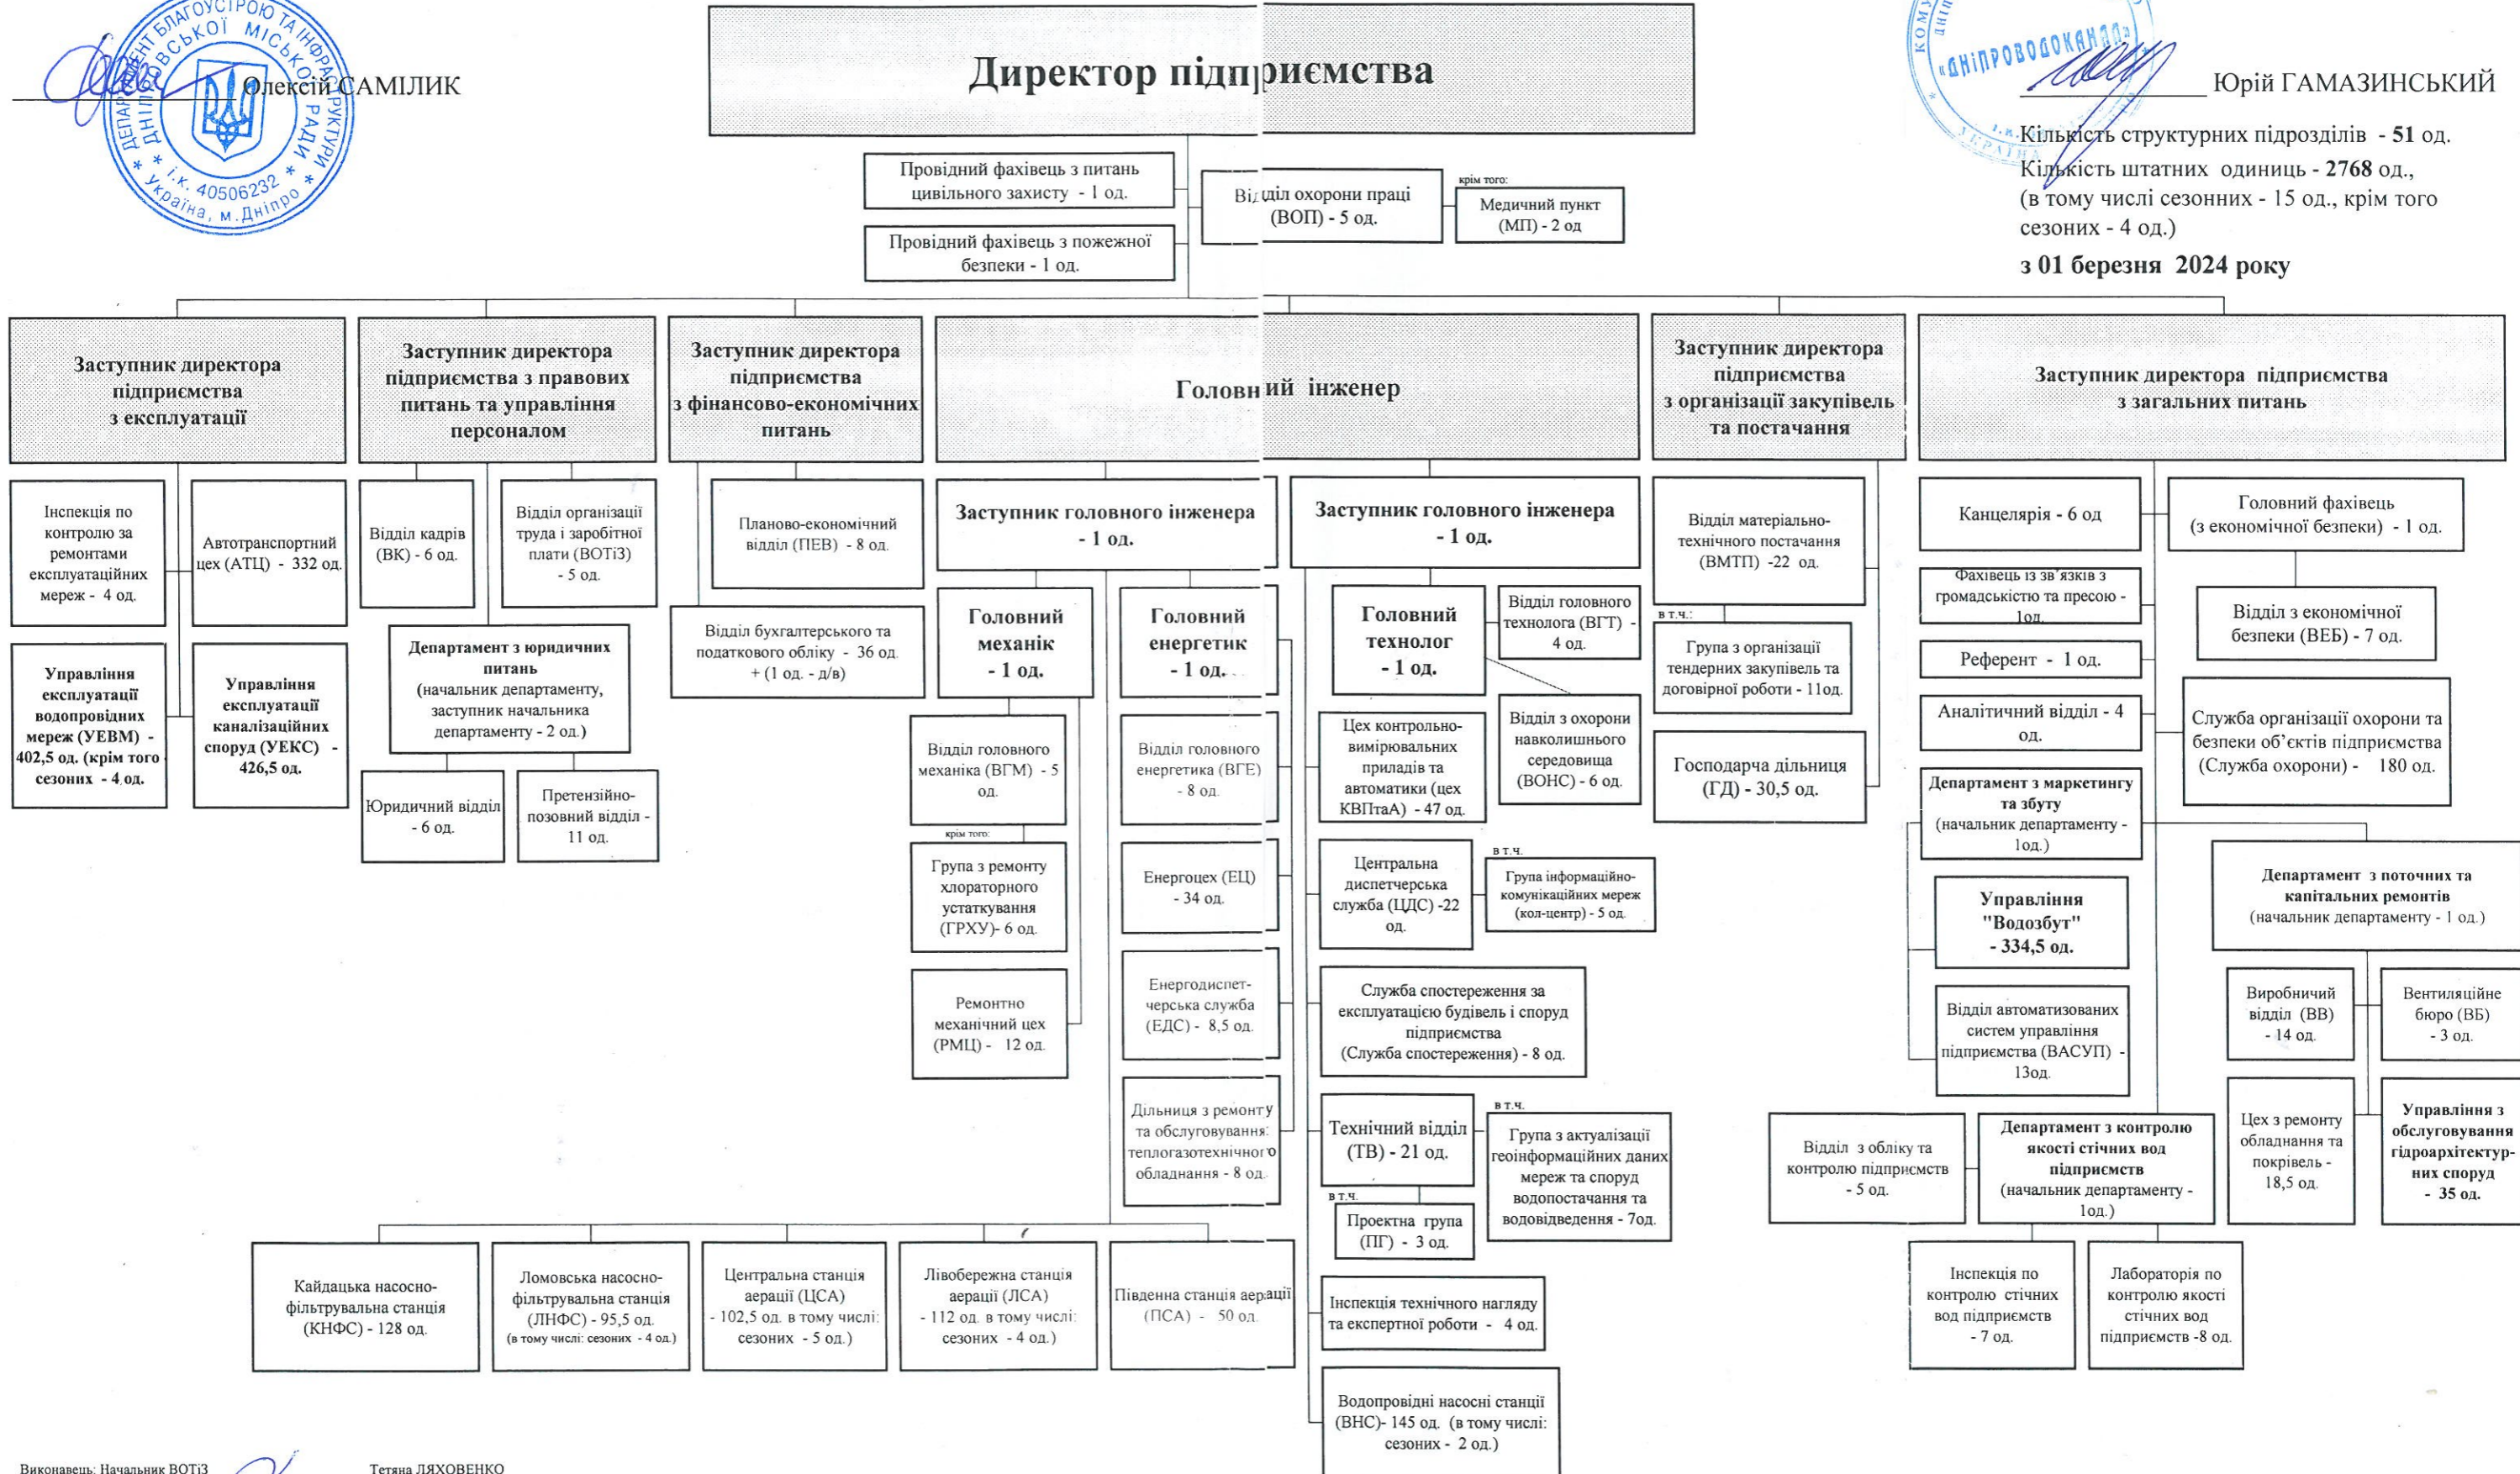 ДЕПАРТАМЕНТ БЛАГОУСТРОЮ ТА ІНФРАСТРУКТУРИ
ДНІПРОВСЬКОЇ МІСЬКОЇ РАДИ
і.к. 40506232
Україна, м.Дніпро
Олексій САМІЛИК
Директор підприємства
«ДНІПРОВОДОКАНАЛ»
УКРАЇНА
Юрій ГАМАЗИНСЬКИЙ
Кількість структурних підрозділів - 51 од.
Кількість штатних одиниць - 2768 од.,
(в тому числі сезонних - 15 од., крім того
сезоних - 4 од.)
з 01 березня 2024 року
Провідний фахівець з питань
цивільного захисту - 1 од.
Провідний фахівець з пожежної
безпеки - 1 од.
Відділ охорони праці
(ВОП) - 5 од.
крім того:
Медичний пункт
(МП) - 2 од
Заступник директора
підприємства
з експлуатації
Заступник директора
підприємства з правових
питань та управління
персоналом
Заступник директора
підприємства
з фінансово-економічних
питань
Головний інженер
Заступник директора
підприємства
з організації закупівель
та постачання
Заступник директора підприємства
з загальних питань
Інспекція по
контролю за
ремонтами
експлуатаційних
мереж - 4 од.
Автотранспортний
цех (АТЦ) - 332 од.
Управління
експлуатації
водопровідних
мереж (УЕВМ) -
402,5 од. (крім того
сезоних - 4 од.
Управління
експлуатації
каналізаційних
споруд (УЕКС) -
426,5 од.
Відділ кадрів
(ВК) - 6 од.
Відділ організації
труда і заробітної
плати (ВОТіЗ)
- 5 од.
Департамент з юридичних
питань
(начальник департаменту,
заступник начальника
департаменту - 2 од.)
Юридичний відділ
- 6 од.
Претензійно-
позовний відділ -
11 од.
Планово-економічний
відділ (ПЕВ) - 8 од.
Відділ бухгалтерського та
податкового обліку - 36 од.
+ (1 од. - д/в)
Заступник головного інженера
- 1 од.
Головний
механік
- 1 од.
Відділ головного
механіка (ВГМ) - 5
од.
крім того:
Група з ремонту
хлораторного
устаткування
(ГРХУ)- 6 од.
Ремонтно
механічний цех
(РМЦ) - 12 од.
Головний
енергетик
- 1 од.
Відділ головного
енергетика (ВГЕ)
- 8 од.
Енергоцех (ЕЦ)
- 34 од.
Енергодиспет-
черська служба
(ЕДС) - 8,5 од.
Дільниця з ремонту
та обслуговування:
теплогазотехнічного
обладнання - 8 од.
Кайдацька насосно-
фільтрувальна станція
(КНФС) - 128 од.
Ломовська насосно-
фільтрувальна станція
(ЛНФС) - 95,5 од.
(в тому числі: сезоних - 4 од.)
Центральна станція
аерації (ЦСА)
- 102,5 од. в тому числі:
сезоних - 5 од.)
Лівобережна станція
аерації (ЛСА)
- 112 од. в тому числі:
сезоних - 4 од.)
Південна станція аерації
(ПСА) - 50 од.
Заступник головного інженера
- 1 од.
Головний
технолог
- 1 од.
Відділ головного
технолога (ВГТ) -
4 од.
Відділ з охорони
навколишнього
середовища
(ВОНС) - 6 од.
Цех контрольно-
вимірювальних
приладів та
автоматики (цех
КВПтаА) - 47 од.
Центральна
диспетчерська
служба (ЦДС) -22
од.
в т.ч.
Група інформаційно-
комунікаційних мереж
(кол-центр) - 5 од.
Служба спостереження за
експлуатацією будівель і споруд
підприємства
(Служба спостереження) - 8 од.
Технічний відділ
(ТВ) - 21 од.
в т.ч.
Група з актуалізації
геоінформаційних даних
мереж та споруд
водопостачання та
водовідведення - 7од.
в т.ч.
Проектна група
(ПГ) - 3 од.
Інспекція технічного нагляду
та експертної роботи - 4 од.
Водопровідні насосні станції
(ВНС)- 145 од. (в тому числі:
сезоних - 2 од.)
Відділ матеріально-
технічного постачання
(ВМТП) -22 од.
в т.ч.:
Група з організації
тендерних закупівель та
договірної роботи - 11од.
Господарча дільниця
(ГД) - 30,5 од.
Канцелярія - 6 од
Фахівець із зв'язків з
громадськістю та пресою -
1од.
Референт - 1 од.
Аналітичний відділ - 4
од.
Департамент з маркетингу
та збуту
(начальник департаменту -
1од.)
Управління
"Водозбут"
- 334,5 од.
Відділ автоматизованих
систем управління
підприємства (ВАСУП) -
13од.
Головний фахівець
(з економічної безпеки) - 1 од.
Відділ з економічної
безпеки (ВЕБ) - 7 од.
Служба організації охорони та
безпеки об'єктів підприємства
(Служба охорони) - 180 од.
Департамент з поточних та
капітальних ремонтів
(начальник департаменту - 1 од.)
Виробничий
відділ (ВВ)
- 14 од.
Вентиляційне
бюро (ВБ)
- 3 од.
Цех з ремонту
обладнання та
покрівель -
18,5 од.
Управління з
обслуговування
гідроархітектур-
них споруд
- 35 од.
Відділ з обліку та
контролю підприємств
- 5 од.
Департамент з контролю
якості стічних вод
підприємств
(начальник департаменту -
1од.)
Інспекція по
контролю стічних
вод підприємств
- 7 од.
Лабораторія по
контролю якості
стічних вод
підприємств -8 од.
Виконавець: Начальник ВОТіЗ
Тетяна ЛЯХОВЕНКО